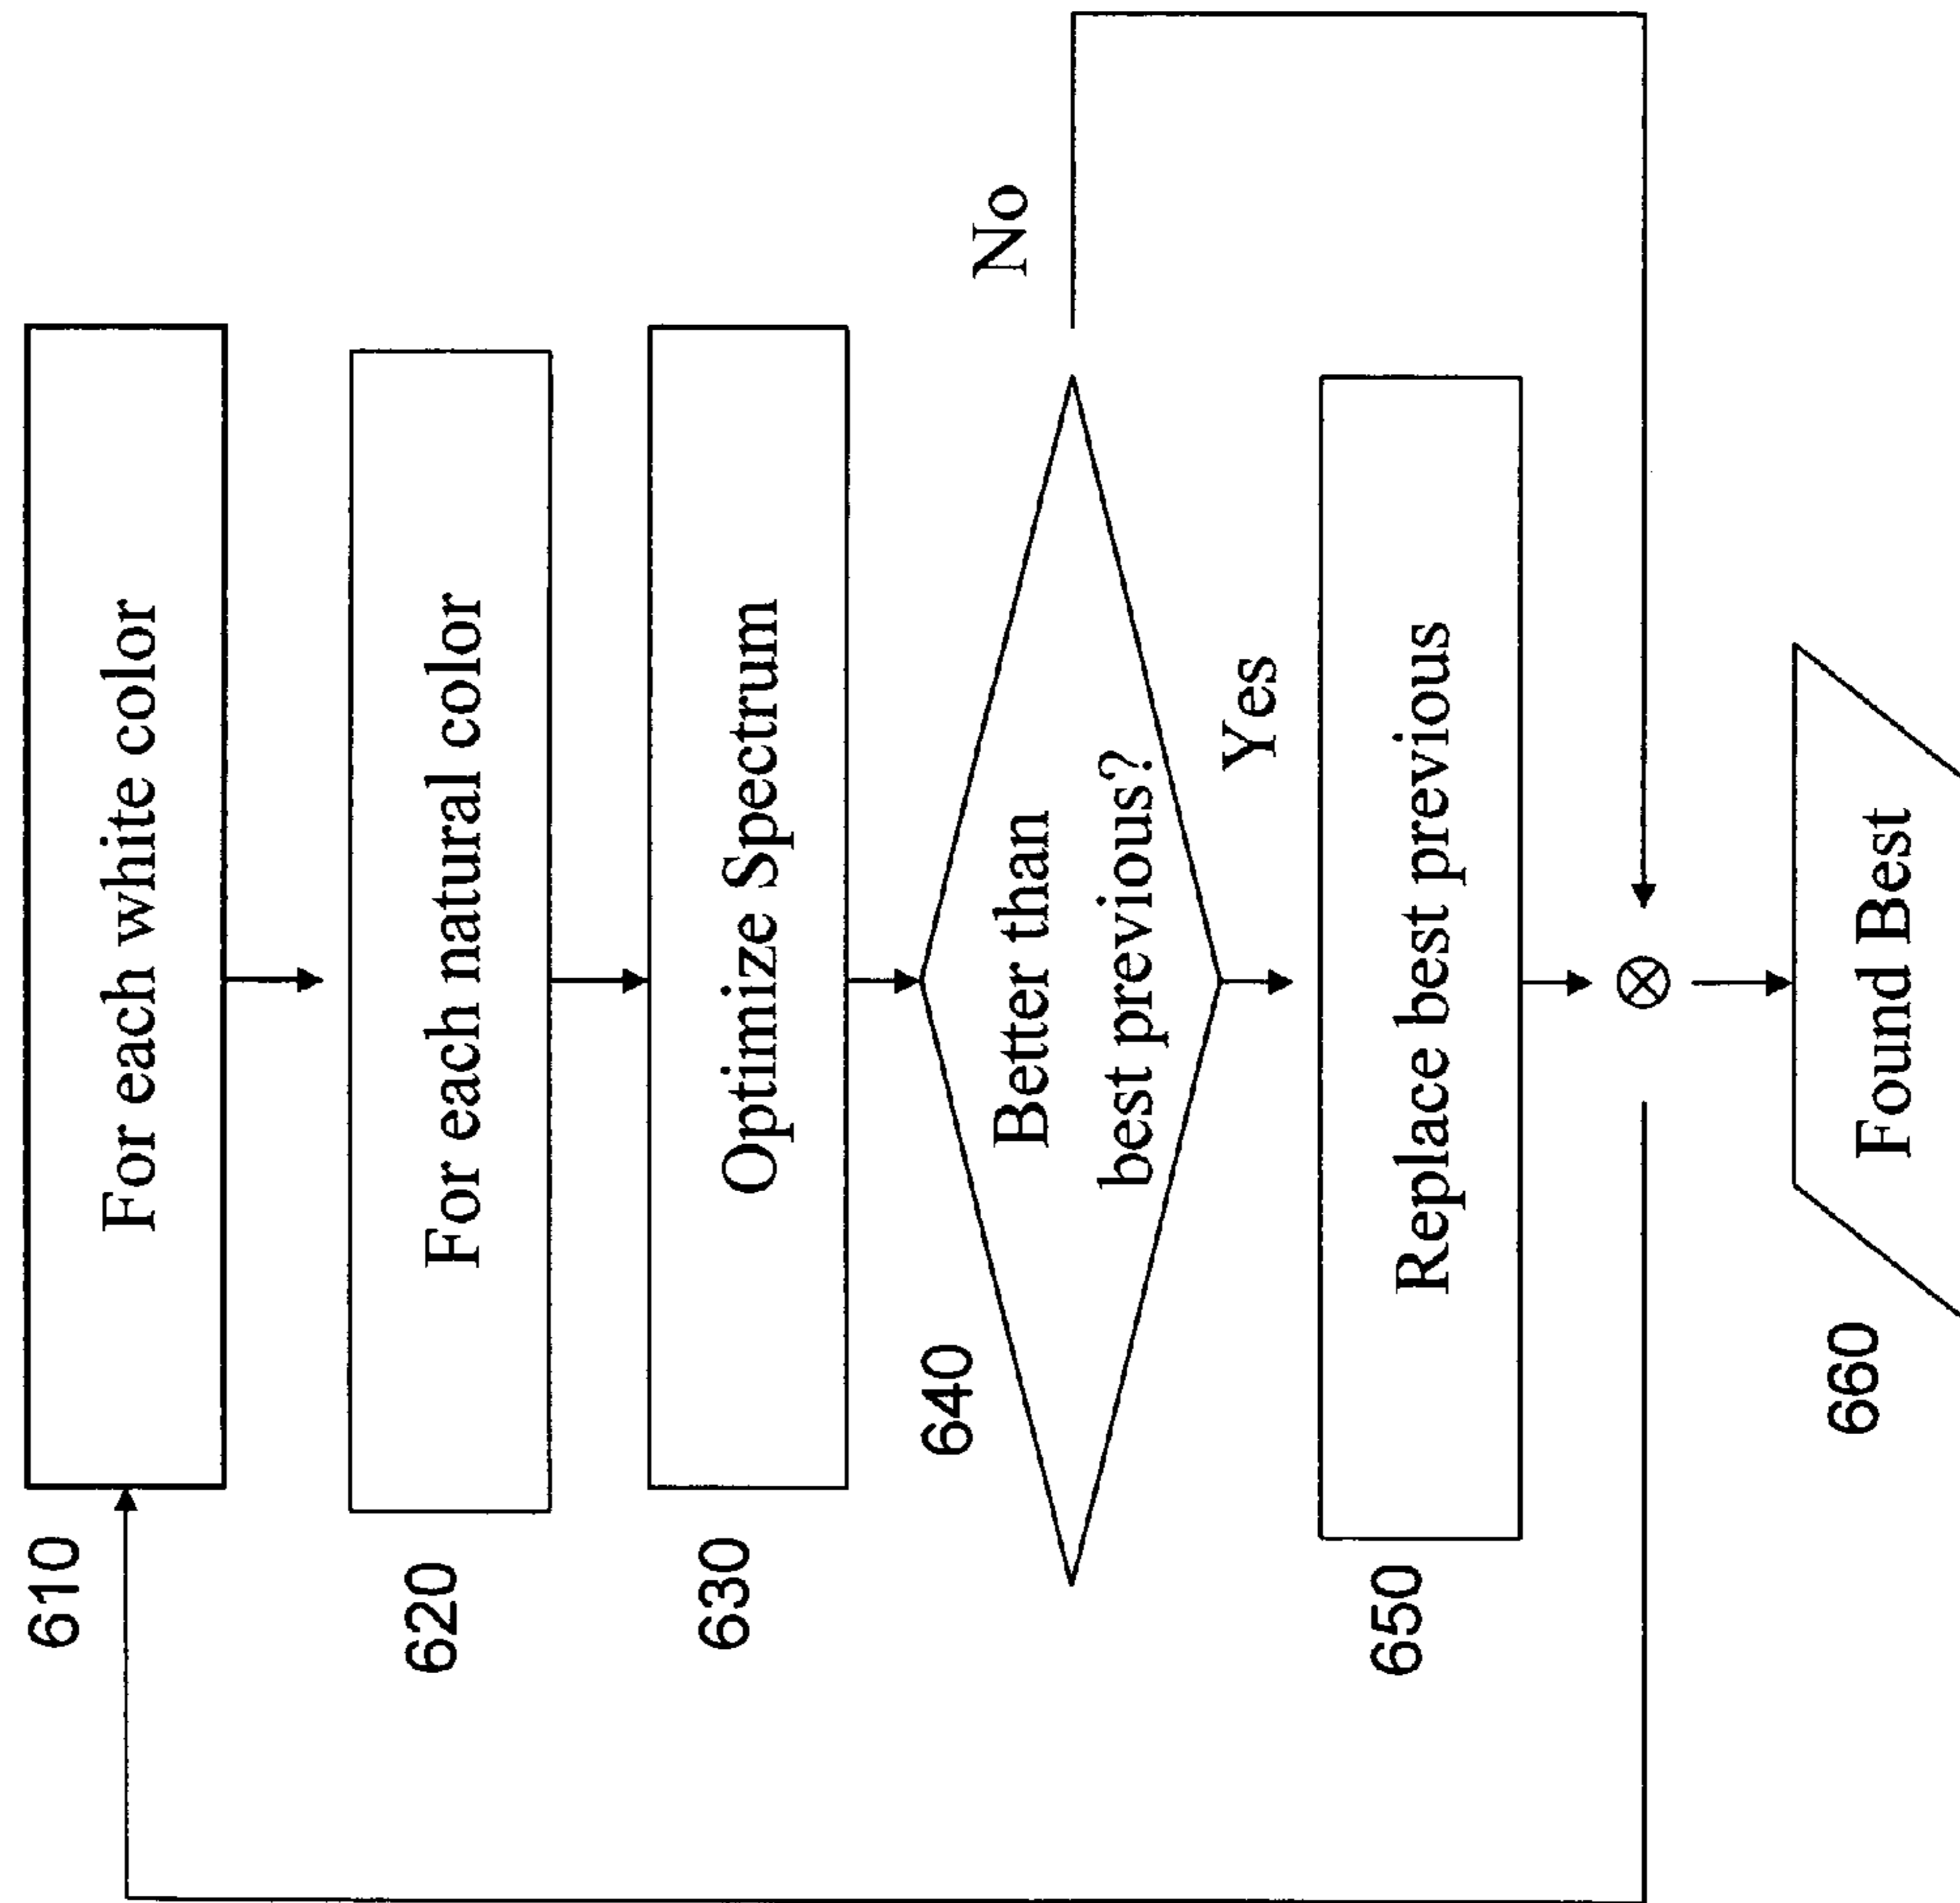 610
For each white color
620
For each natural color
630
Optimize Spectrum
640
Better than
best previous?
No
Yes
650
Replace best previous
660
Found Best